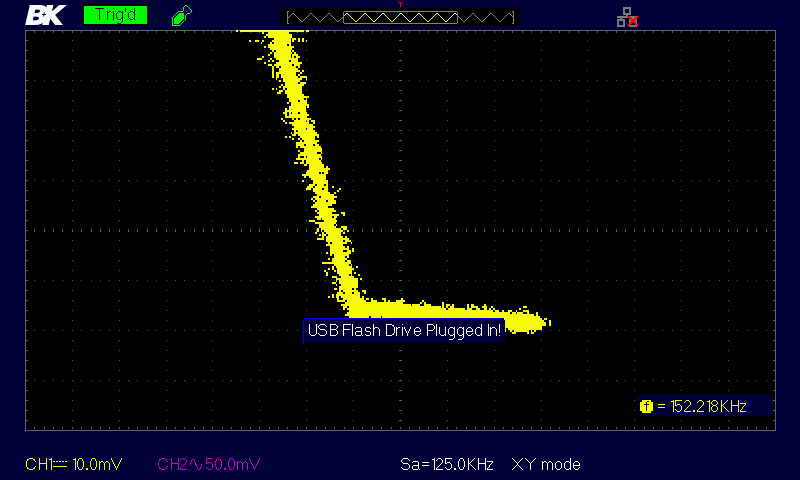 BK Trig'd
T
USB Flash Drive Plugged In!
f = 152.218KHz
CH1 10.0mV CH2 50.0mV Sa=125.0KHz XY mode